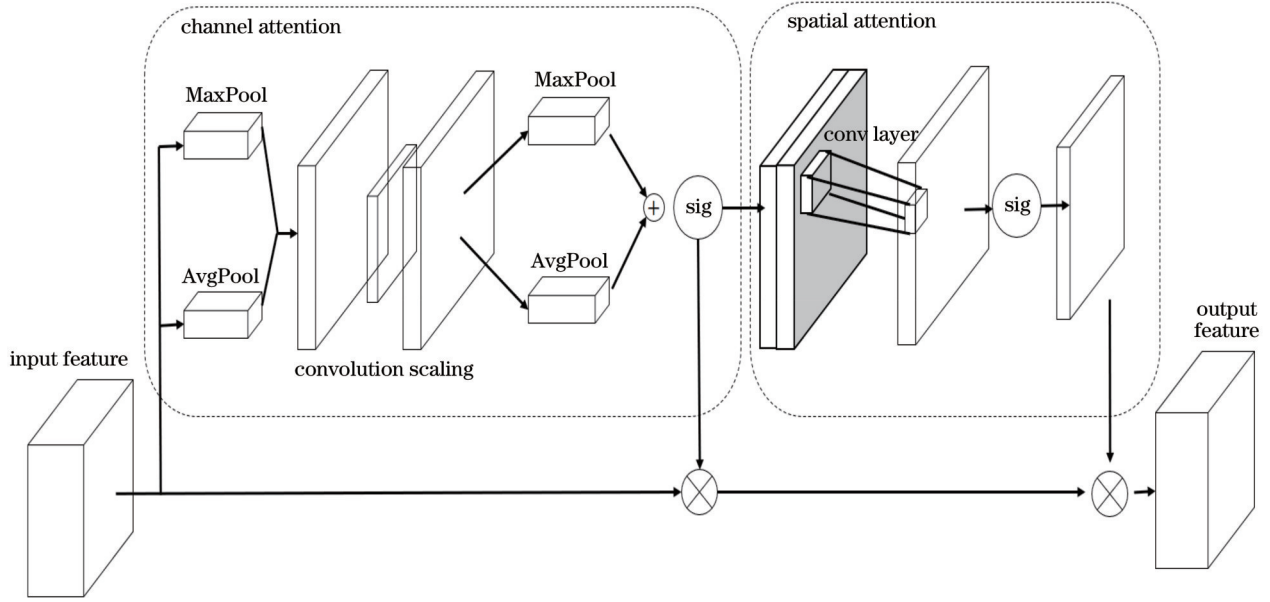 channel attention
spatial attention
MaxPool
MaxPool
conv layer
+
sig
sig
AvgPool
AvgPool
convolution scaling
input feature
output
feature